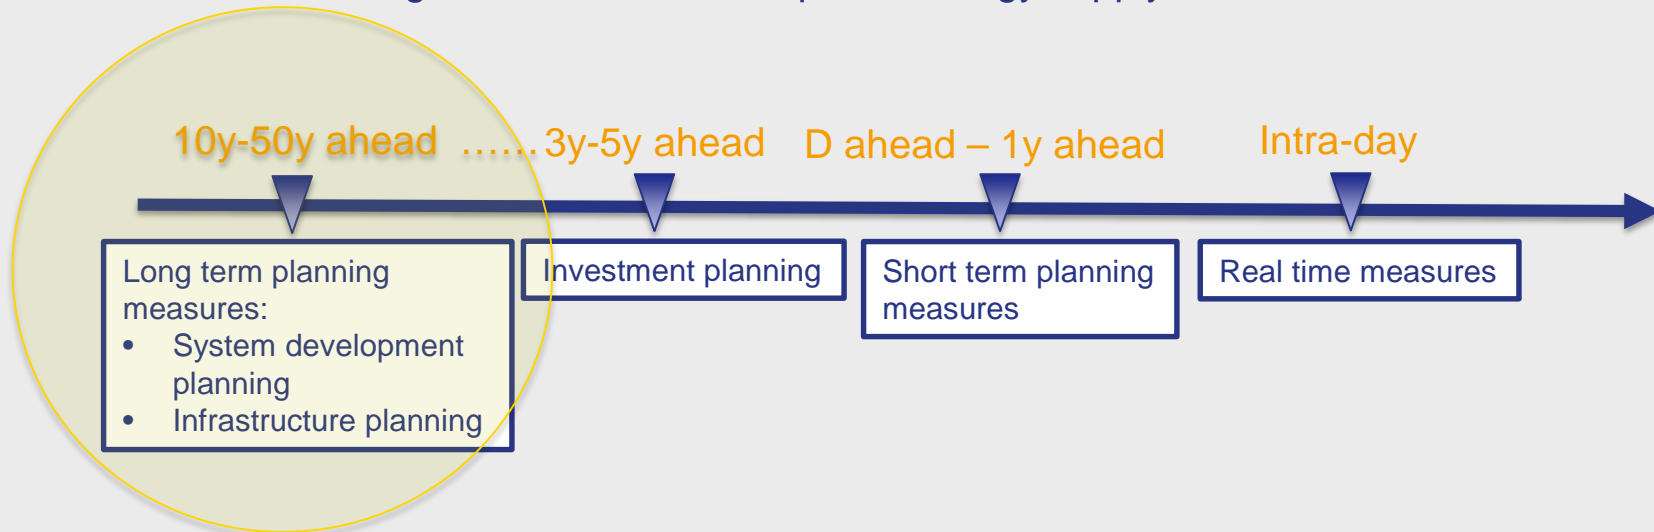 10y-50y ahead ...... 3y-5y ahead D ahead – 1y ahead Intra-day
Long term planning
measures:
• System development
planning
• Infrastructure planning
Investment planning
Short term planning
measures
Real time measures